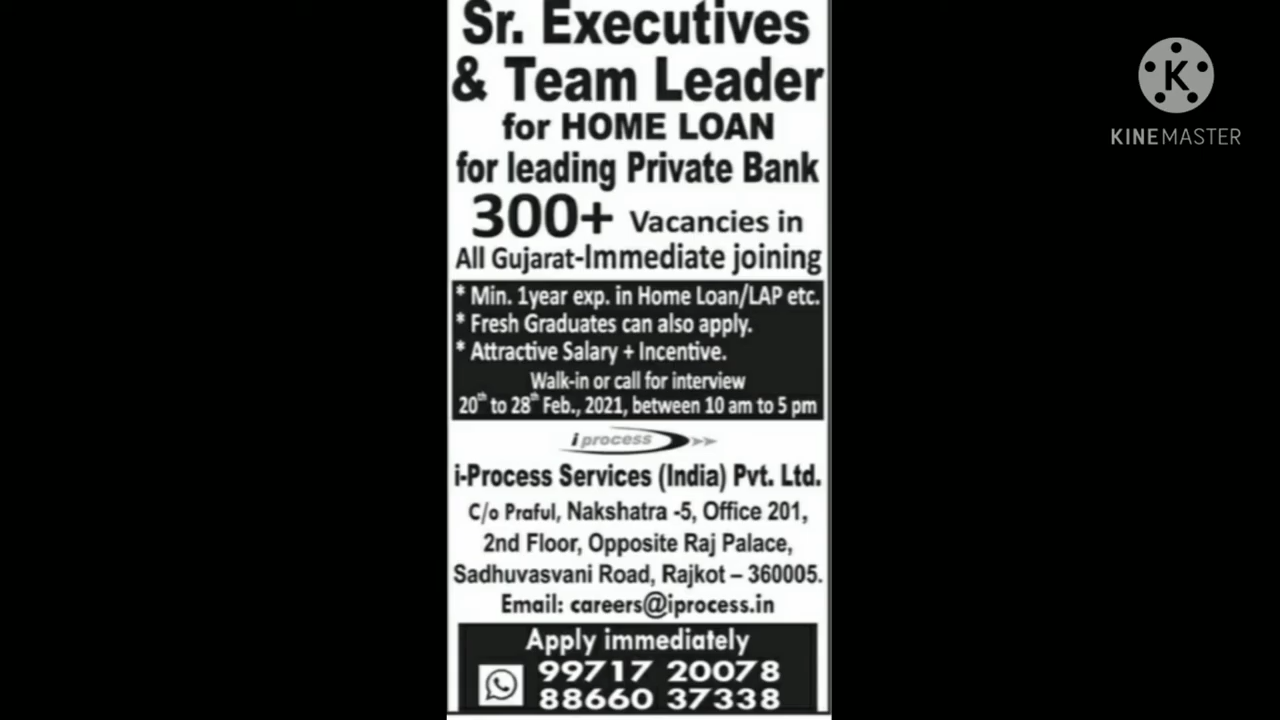 Sr. Executives
& Team Leader
for HOME LOAN
for leading Private Bank
300+ Vacancies in
All Gujarat-Immediate joining
* Min. 1year exp. in Home Loan/LAP etc.
* Fresh Graduates can also apply.
* Attractive Salary + Incentive.
Walk-in or call for interview
20th to 28th Feb., 2021, between 10 am to 5 pm
i process
i-Process Services (India) Pvt. Ltd.
C/o Praful, Nakshatra -5, Office 201,
2nd Floor, Opposite Raj Palace,
Sadhuvasvani Road, Rajkot – 360005.
Email: careers@iprocess.in
Apply immediately
99717 20078
88660 37338
K
KINEMASTER